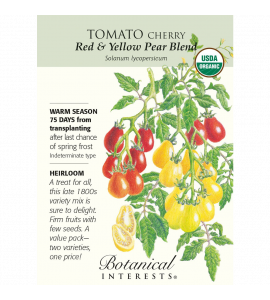 TOMATO CHERRY
Red & Yellow Pear Blend
Solanum lycopersicum
USDA
ORGANIC
WARM SEASON
75 DAYS from
transplanting
after last chance
of spring frost
Indeterminate type
HEIRLOOM
A treat for all,
this late 1800s
variety mix is
sure to delight.
Firm fruits with
few seeds. A
value pack—
two varieties,
one price!
Botanical
INTERESTS®